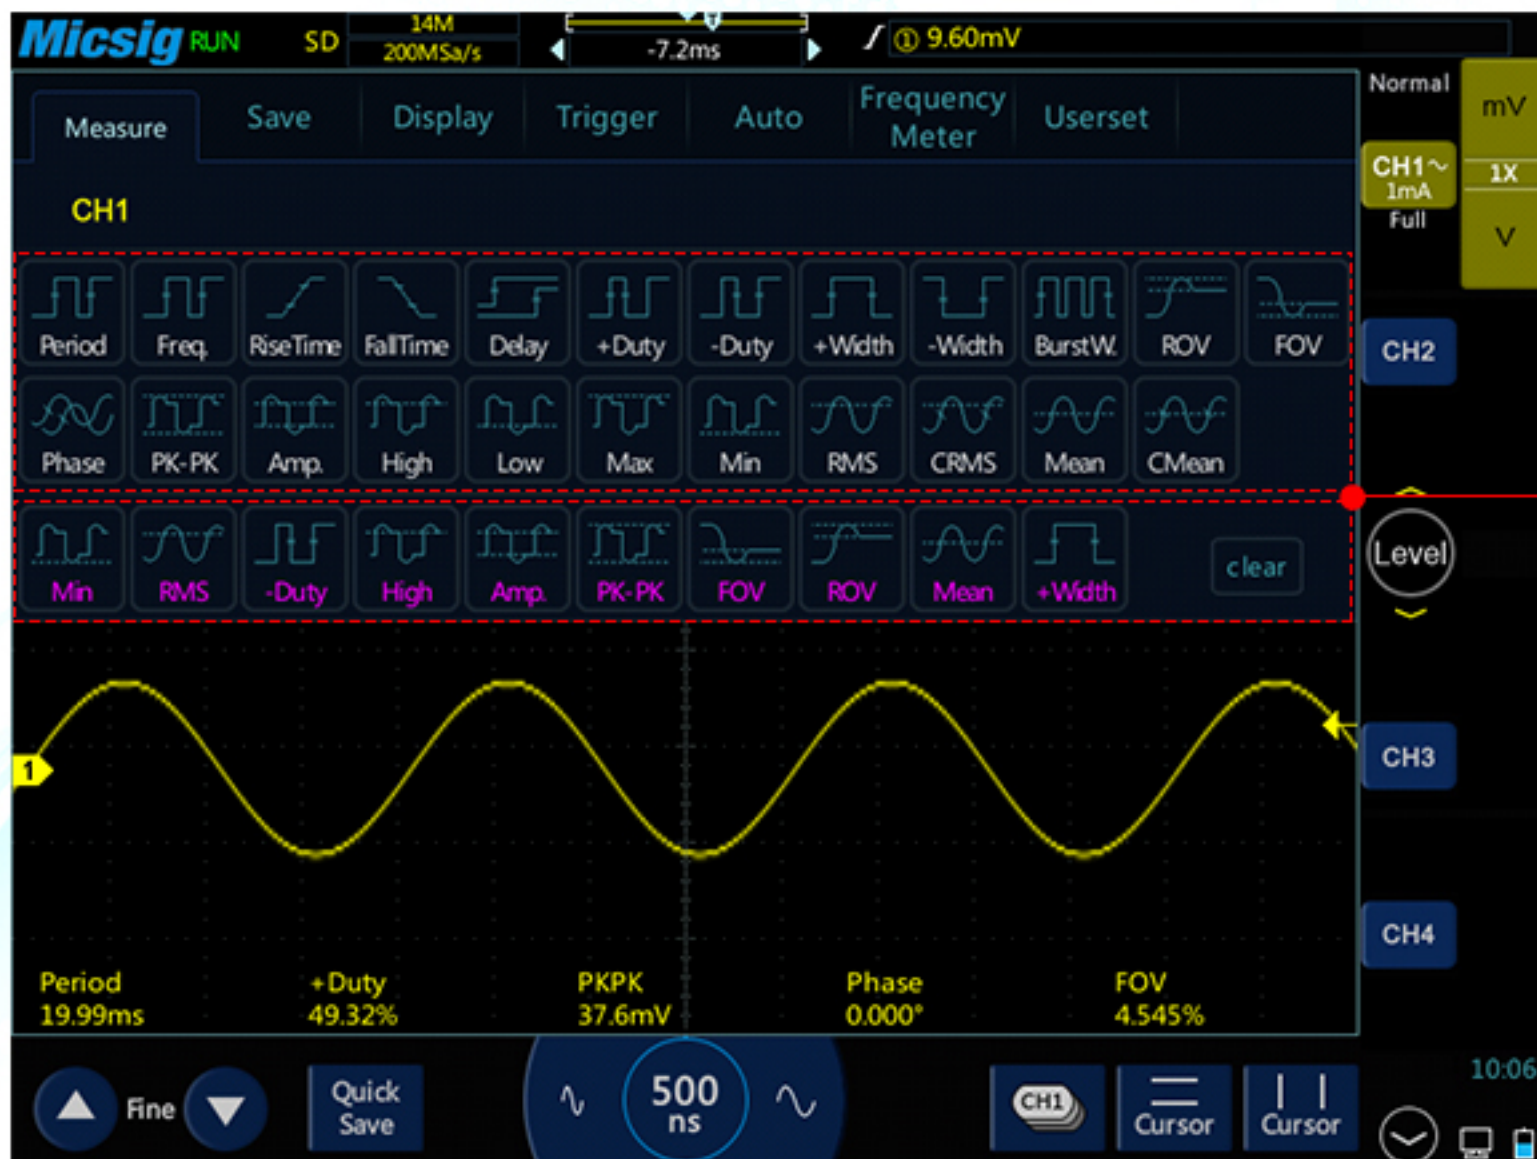 Micsig RUN SD 14M
200MSa/s
-7.2ms
① 9.60mV
Measure Save Display Trigger Auto Frequency
Meter Userset
CH1
Period Freq. RiseTime FallTime Delay +Duty -Duty +Width -Width BurstW. ROV FOV
Phase PK-PK Amp. High Low Max Min RMS CRMS Mean CMean
Min RMS -Duty High Amp. PK-PK FOV ROV Mean +Width clear
1
Period +Duty PKPK Phase FOV
19.99ms 49.32% 37.6mV 0.000° 4.545%
Fine
Quick
Save
500
ns
CH1
Cursor
Cursor
Normal
CH1~
1mA
Full
mV
1X
V
CH2
Level
CH3
CH4
10:06